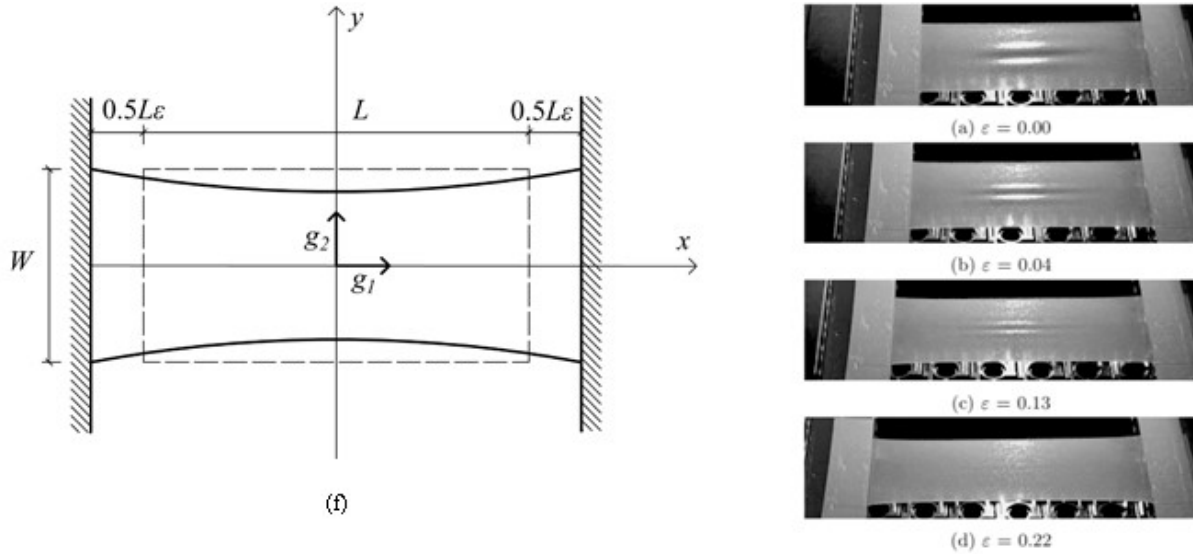 y
0.5Lε L 0.5Lε
W
g₂
x
g₁
(f)
(a) ε = 0.00
(b) ε = 0.04
(c) ε = 0.13
(d) ε = 0.22